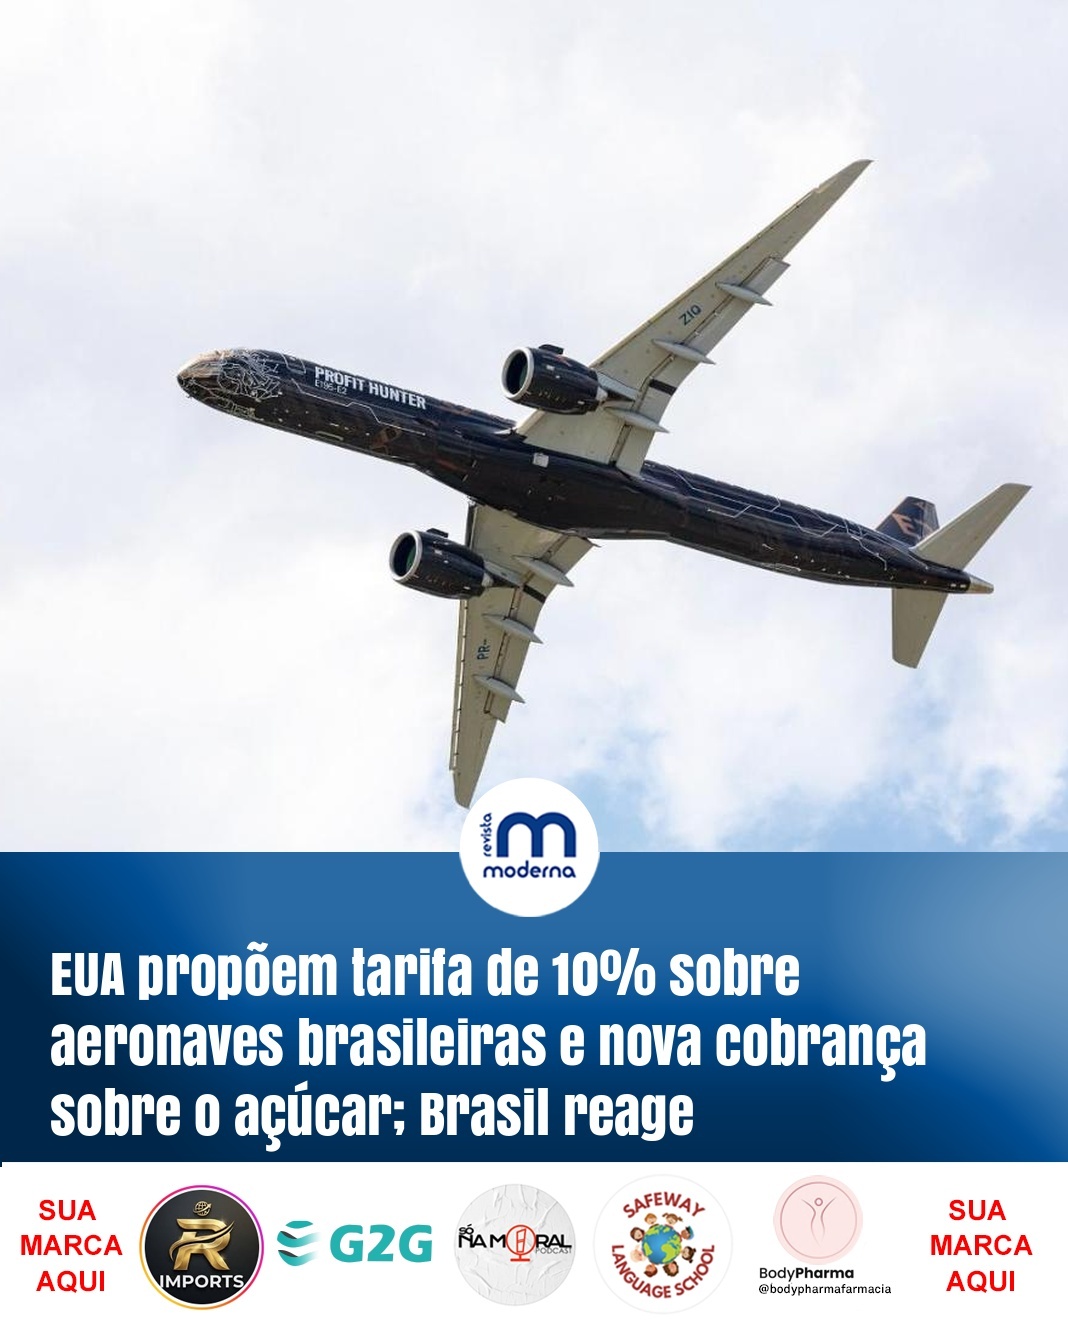 PROFIT HUNTER
E195-E2
ZIQ
PR-
revista
m
moderna
EUA propõem tarifa de 10% sobre
aeronaves brasileiras e nova cobrança
sobre o açúcar; Brasil reage
SUA
MARCA
AQUI
R
IMPORTS
G2G
SÓ
NA MORAL
PODCAST
SAFEWAY
LANGUAGE SCHOOL
BodyPharma
@bodypharmafarmacia
SUA
MARCA
AQUI